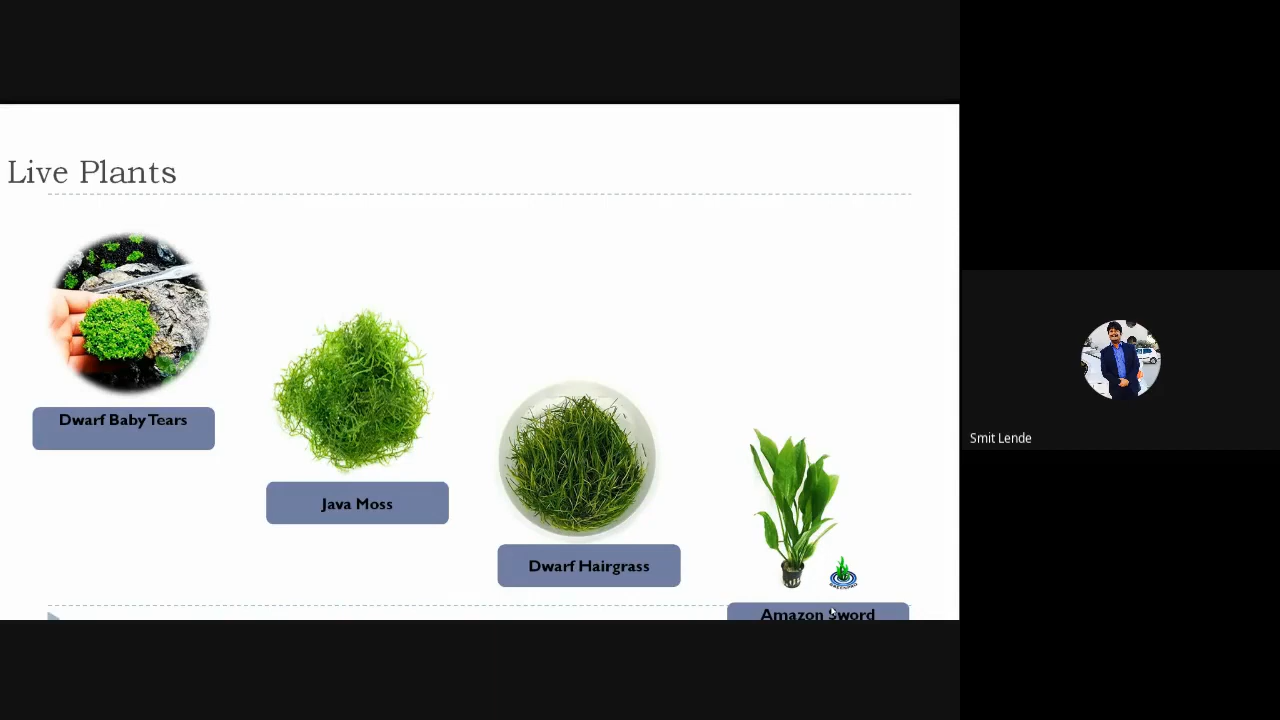 Live Plants
Dwarf Baby Tears
Java Moss
Dwarf Hairgrass
Amazon Sword
Smit Lende